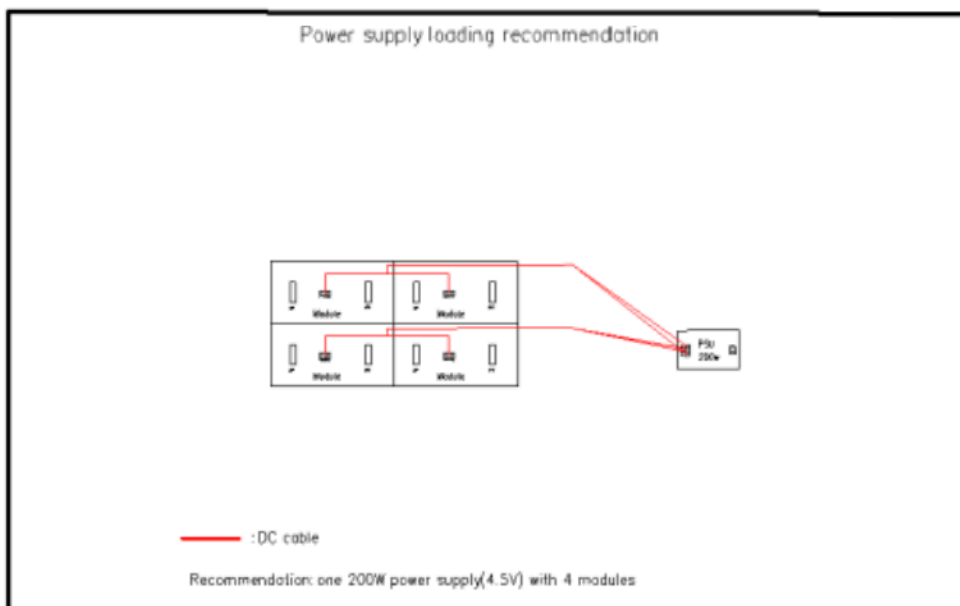 Power supply loading recommendation
Module
Module
PSU
200w
Module
Module
:DC cable
Recommendation: one 200W power supply(4.5V) with 4 modules